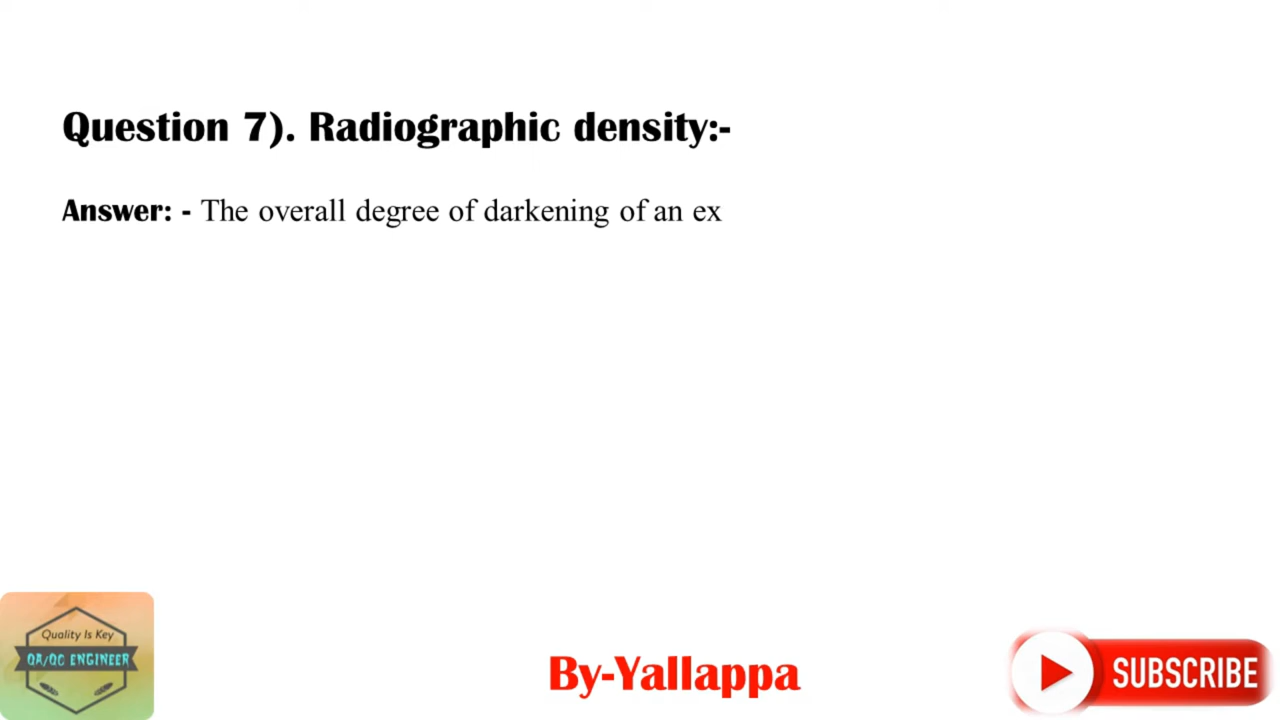 Question 7). Radiographic density:-
Answer: - The overall degree of darkening of an ex
Quality Is Key
QA/QC ENGINEER
By-Yallappa
SUBSCRIBE